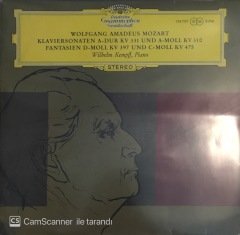 Deutsche
Grammophon
Gesellschaft
WOLFGANG AMADEUS MOZART
KLAVIERSONATEN A-DUR KV 331 UND A-MOLL KV 310
FANTASIEN D-MOLL KV 397 UND C-MOLL KV 475
Wilhelm Kempff, Piano
STEREO
CS CamScanner ile tarandı